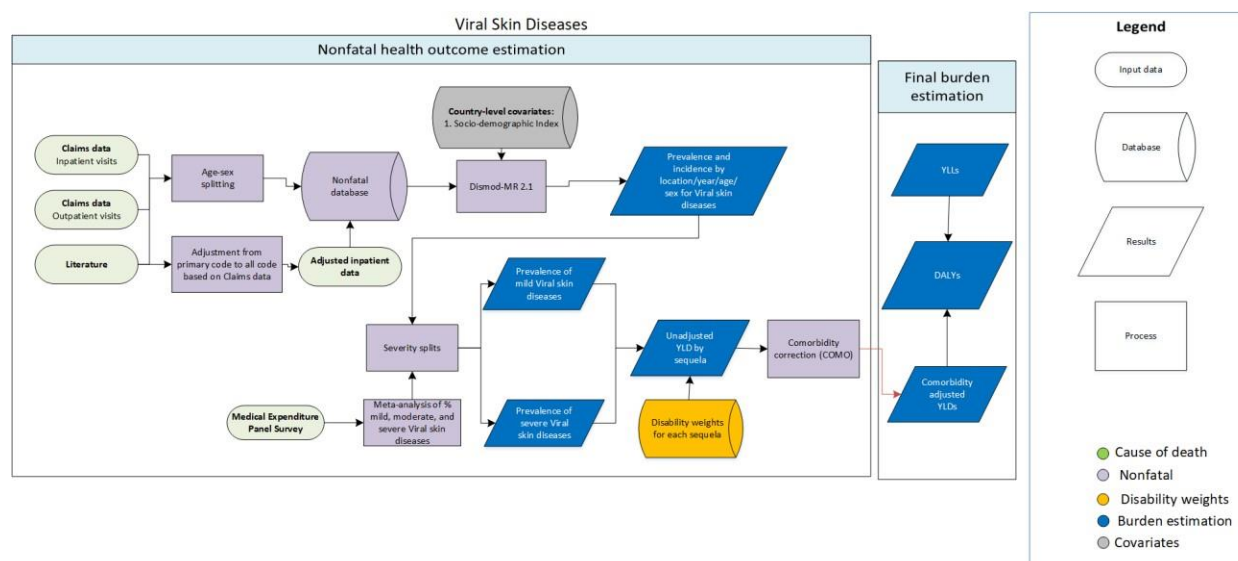 Viral Skin Diseases
Nonfatal health outcome estimation
Country-level covariates:
1. Socio-demographic Index
Claims data
Inpatient visits
Claims data
Outpatient visits
Literature
Age-sex
splitting
Adjustment from
primary code to all code
based on Claims data
Nonfatal
database
Adjusted inpatient
data
Dismod-MR 2.1
Prevalence and
incidence by
location/year/age/
sex for Viral skin
diseases
Severity splits
Medical Expenditure
Panel Survey
Meta-analysis of %
mild, moderate, and
severe Viral skin
diseases
Prevalence of
mild Viral skin
diseases
Prevalence of
severe Viral
skin diseases
Unadjusted
YLD by
sequela
Disability weights
for each sequela
Comorbidity
correction (COMO)
Final burden
estimation
YLLs
DALYs
Comorbidity
adjusted
YLDs
Legend
Input data
Database
Results
Process
Cause of death
Nonfatal
Disability weights
Burden estimation
Covariates